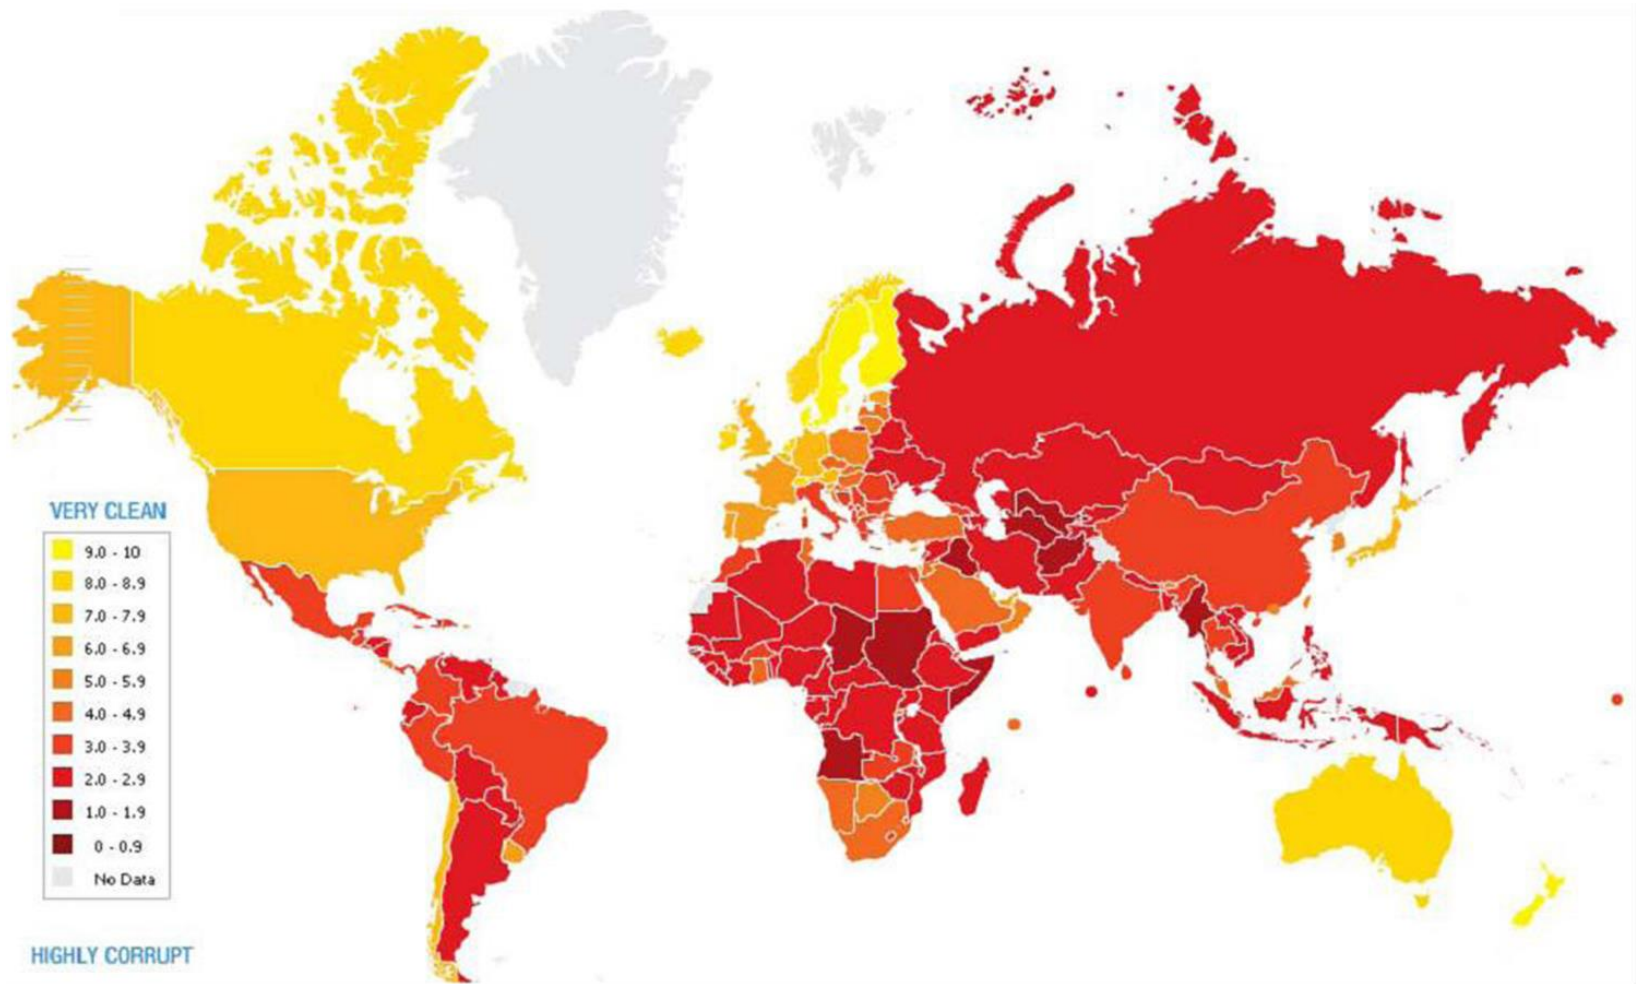 VERY CLEAN
9.0 - 10
8.0 - 8.9
7.0 - 7.9
6.0 - 6.9
5.0 - 5.9
4.0 - 4.9
3.0 - 3.9
2.0 - 2.9
1.0 - 1.9
0 - 0.9
No Data
HIGHLY CORRUPT